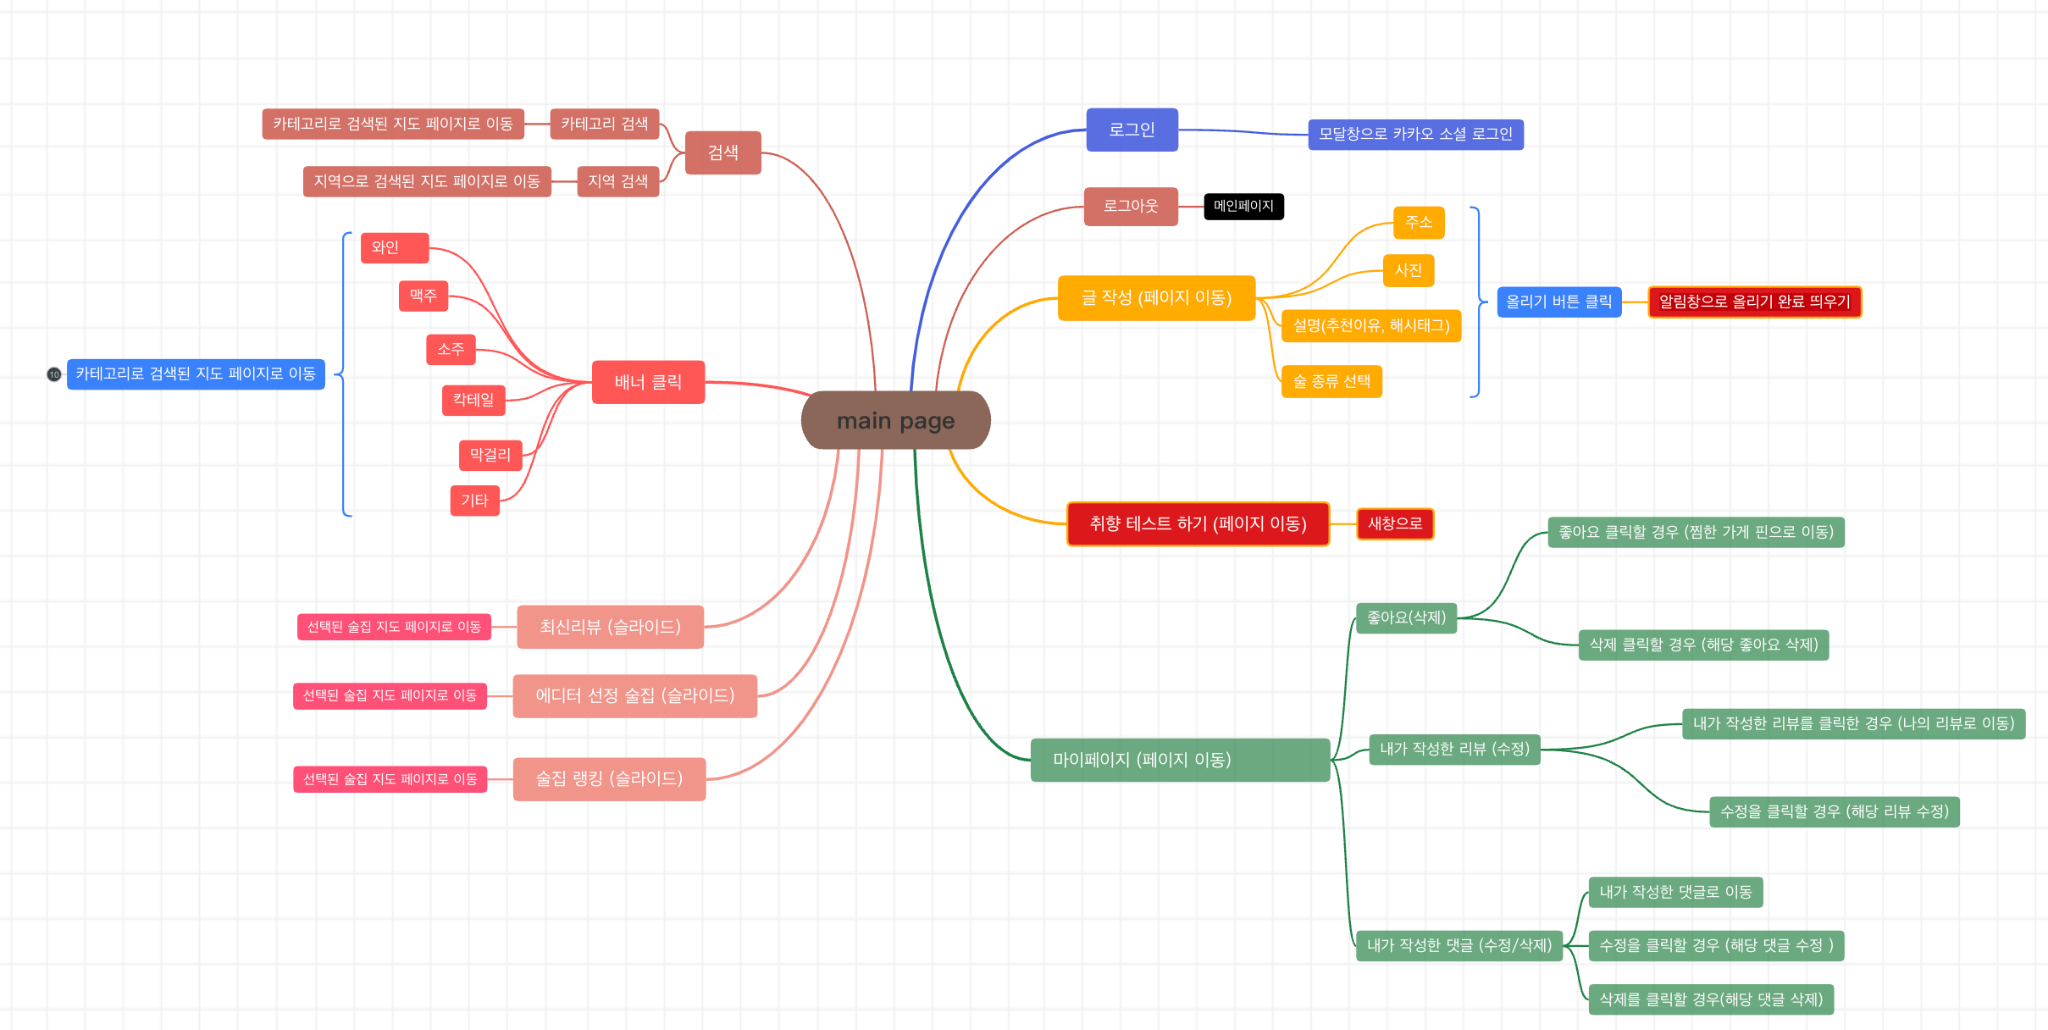 main page
검색
카테고리 검색
카테고리로 검색된 지도 페이지로 이동
지역 검색
지역으로 검색된 지도 페이지로 이동
배너 클릭
와인
맥주
소주
칵테일
막걸리
기타
카테고리로 검색된 지도 페이지로 이동
10
최신리뷰 (슬라이드)
선택된 술집 지도 페이지로 이동
에디터 선정 술집 (슬라이드)
선택된 술집 지도 페이지로 이동
술집 랭킹 (슬라이드)
선택된 술집 지도 페이지로 이동
로그인
모달창으로 카카오 소셜 로그인
로그아웃
메인페이지
글 작성 (페이지 이동)
주소
사진
설명(추천이유, 해시태그)
술 종류 선택
올리기 버튼 클릭
알림창으로 올리기 완료 띄우기
취향 테스트 하기 (페이지 이동)
새창으로
마이페이지 (페이지 이동)
좋아요(삭제)
좋아요 클릭할 경우 (찜한 가게 핀으로 이동)
삭제 클릭할 경우 (해당 좋아요 삭제)
내가 작성한 리뷰 (수정)
내가 작성한 리뷰를 클릭한 경우 (나의 리뷰로 이동)
수정을 클릭할 경우 (해당 리뷰 수정)
내가 작성한 댓글 (수정/삭제)
내가 작성한 댓글로 이동
수정을 클릭할 경우 (해당 댓글 수정 )
삭제를 클릭할 경우(해당 댓글 삭제)